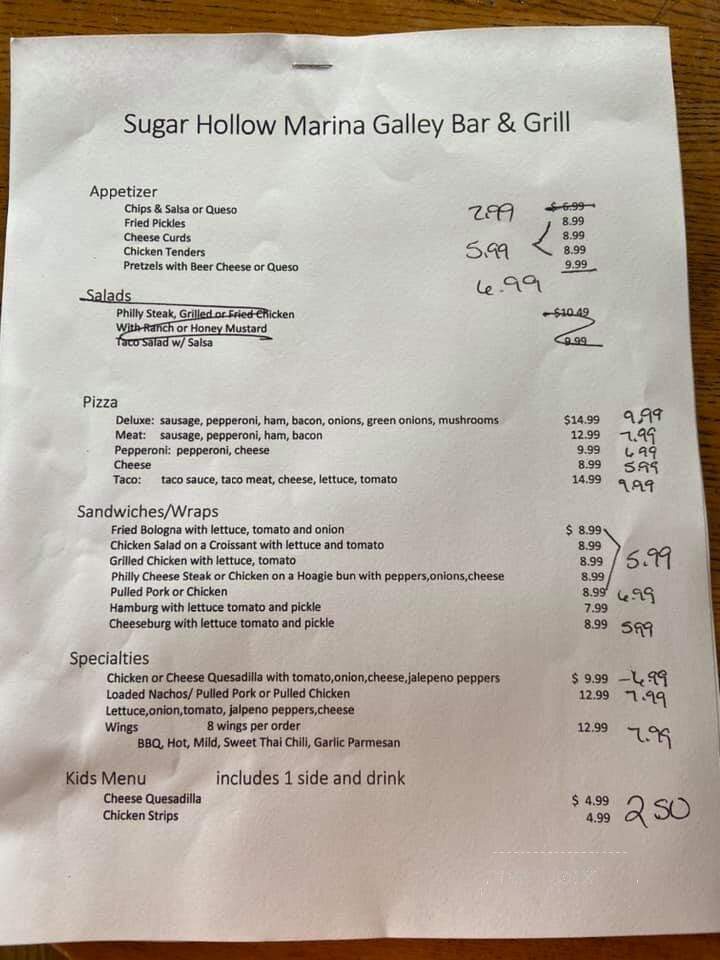 Sugar Hollow Marina Galley Bar & Grill
Appetizer
Chips & Salsa or Queso 2.99 $ 6.99
Fried Pickles 8.99
Cheese Curds 8.99
Chicken Tenders 5.99 8.99
Pretzels with Beer Cheese or Queso 9.99
6.99
Salads
Philly Steak, Grilled or Fried Chicken $10.49
With Ranch or Honey Mustard
Taco Salad w/ Salsa 9.99
Pizza
Deluxe: sausage, pepperoni, ham, bacon, onions, green onions, mushrooms $14.99 9.99
Meat: sausage, pepperoni, ham, bacon 12.99 7.99
Pepperoni: pepperoni, cheese 9.99 6.99
Cheese 8.99 5.99
Taco: taco sauce, taco meat, cheese, lettuce, tomato 14.99 9.99
Sandwiches/Wraps
Fried Bologna with lettuce, tomato and onion $ 8.99
Chicken Salad on a Croissant with lettuce and tomato 8.99
Grilled Chicken with lettuce, tomato 8.99 5.99
Philly Cheese Steak or Chicken on a Hoagie bun with peppers,onions,cheese 8.99
Pulled Pork or Chicken 8.99 6.99
Hamburg with lettuce tomato and pickle 7.99
Cheeseburg with lettuce tomato and pickle 8.99 5.99
Specialties
Chicken or Cheese Quesadilla with tomato,onion,cheese,jalepeno peppers $ 9.99 - 6.99
Loaded Nachos/ Pulled Pork or Pulled Chicken 12.99 7.99
Lettuce,onion,tomato, jalpeno peppers,cheese
Wings 8 wings per order 12.99 7.99
BBQ, Hot, Mild, Sweet Thai Chili, Garlic Parmesan
Kids Menu includes 1 side and drink
Cheese Quesadilla $ 4.99 2 50
Chicken Strips 4.99